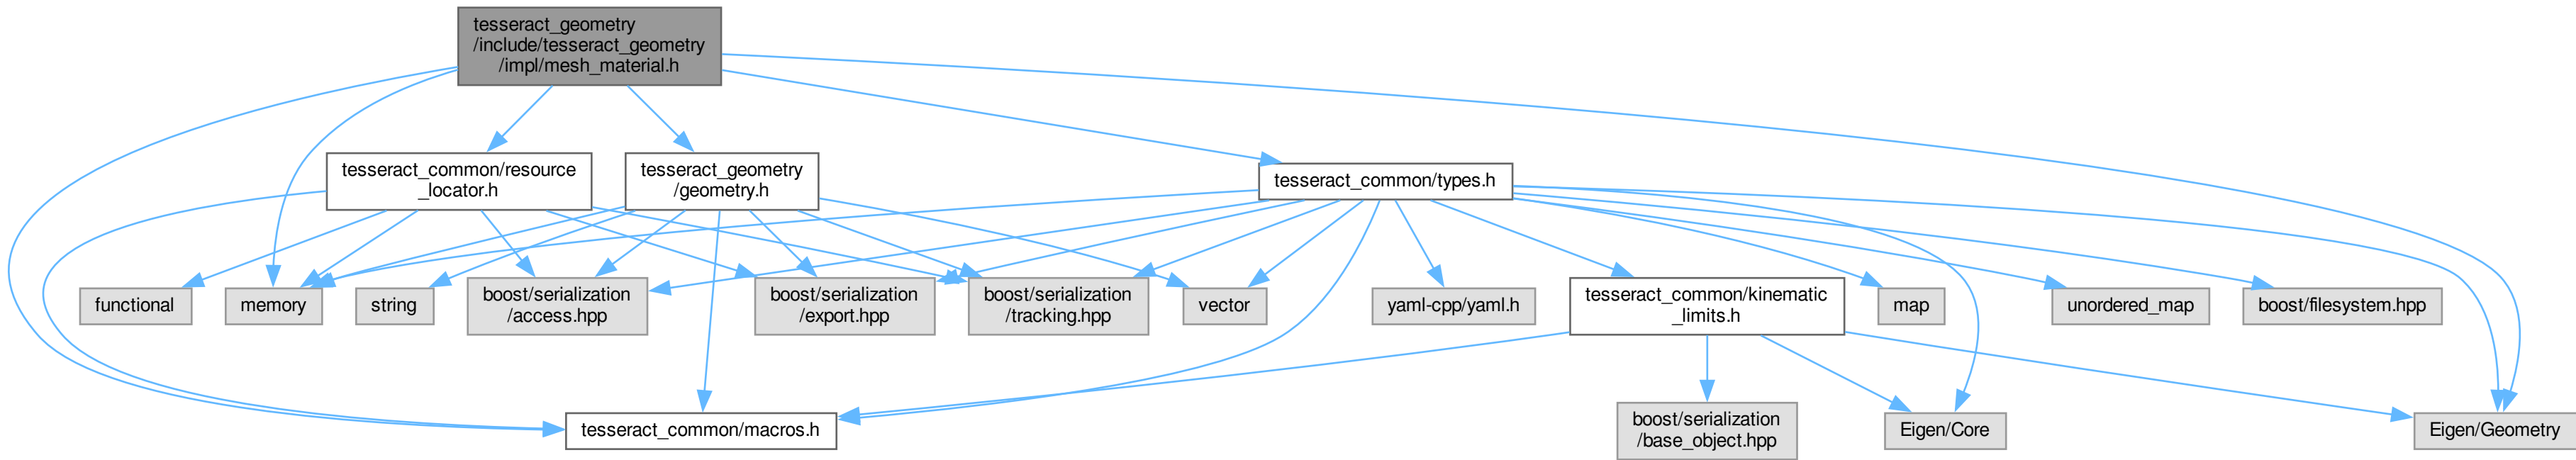 tesseract_geometry
/include/tesseract_geometry
/impl/mesh_material.h
tesseract_common/resource
_locator.h
tesseract_geometry
/geometry.h
tesseract_common/types.h
functional
memory
string
boost/serialization
/access.hpp
boost/serialization
/export.hpp
boost/serialization
/tracking.hpp
vector
yaml-cpp/yaml.h
tesseract_common/kinematic
_limits.h
map
unordered_map
boost/filesystem.hpp
tesseract_common/macros.h
boost/serialization
/base_object.hpp
Eigen/Core
Eigen/Geometry